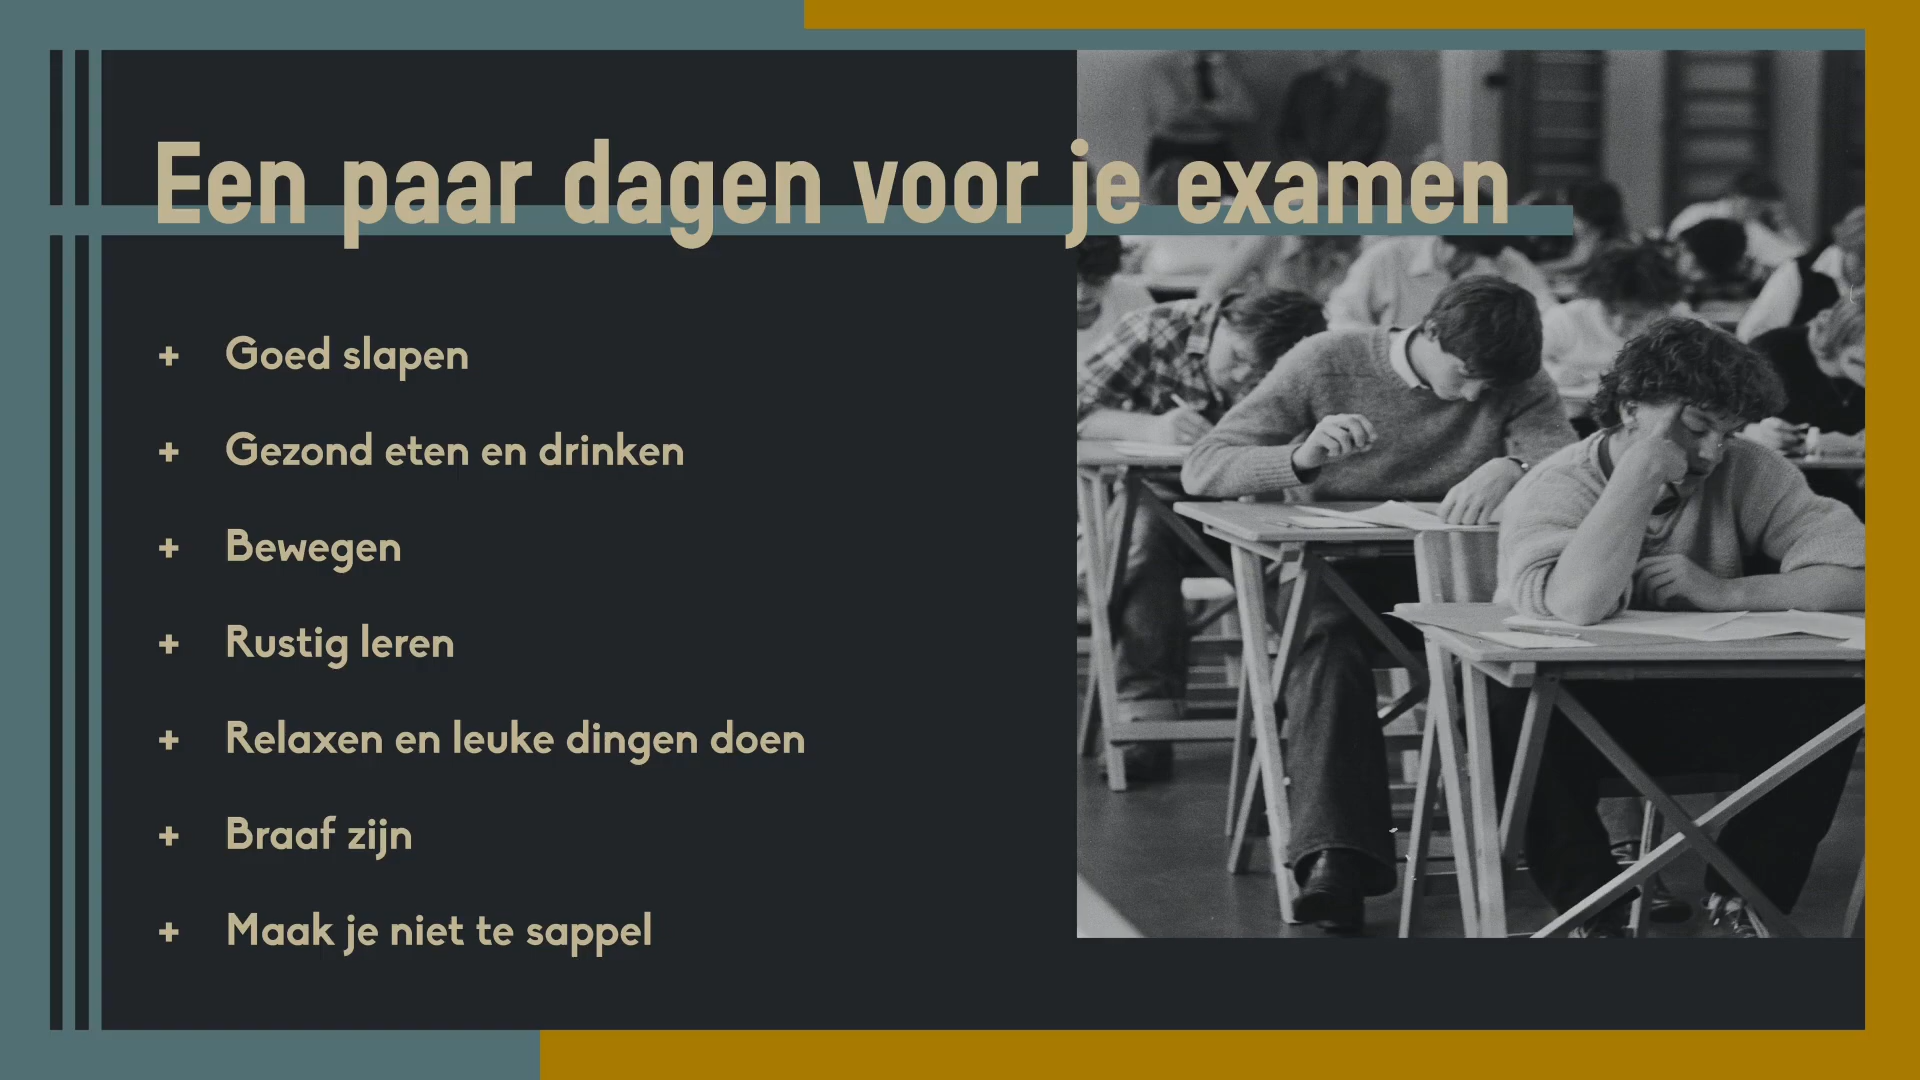 Een paar dagen voor je examen
+ Goed slapen
+ Gezond eten en drinken
+ Bewegen
+ Rustig leren
+ Relaxen en leuke dingen doen
+ Braaf zijn
+ Maak je niet te sappel